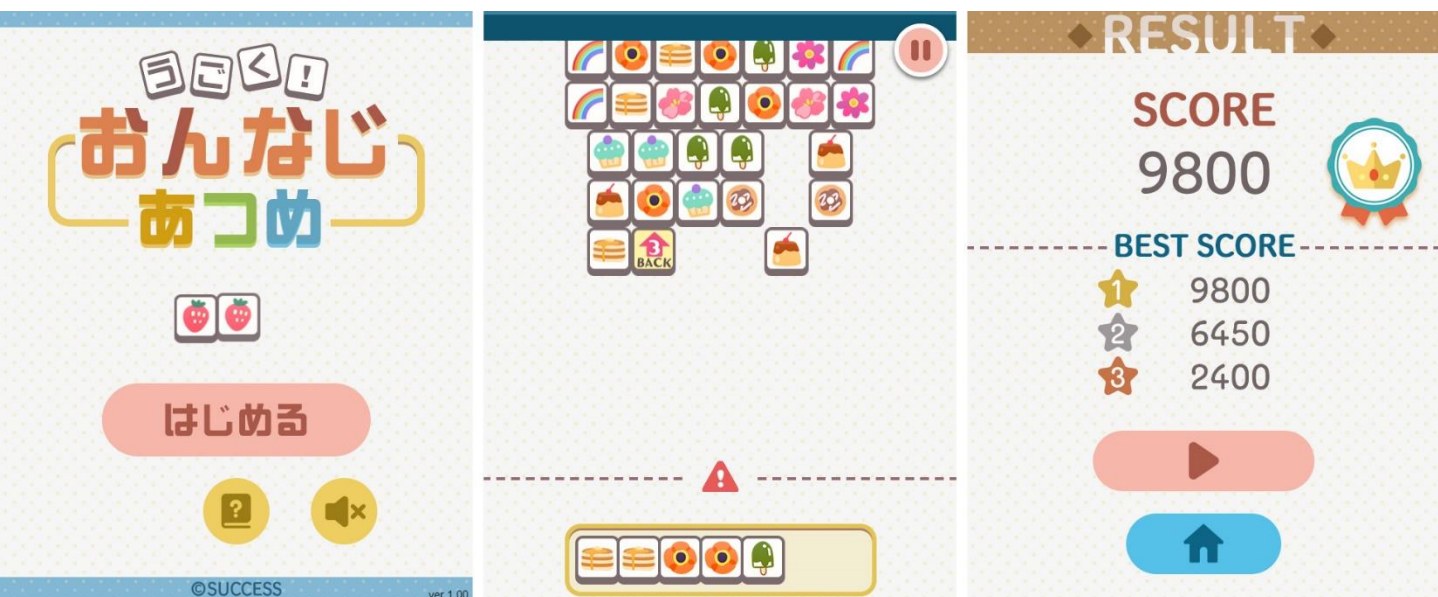 うごく!
おんなじ
あつめ
はじめる
?
©SUCCESS
ver 1.00
3
BACK
RESULT
SCORE
9800
BEST SCORE
1 9800
2 6450
3 2400